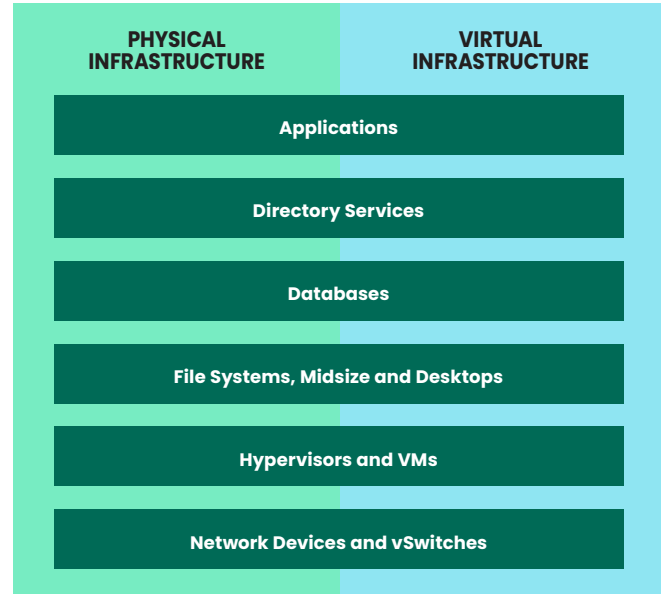 PHYSICAL
INFRASTRUCTURE
VIRTUAL
INFRASTRUCTURE
Applications
Directory Services
Databases
File Systems, Midsize and Desktops
Hypervisors and VMs
Network Devices and vSwitches